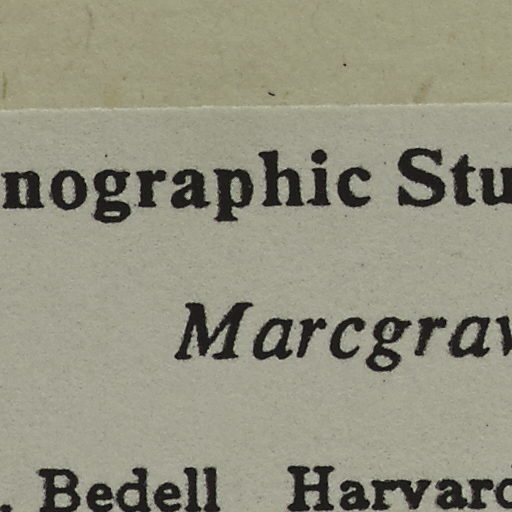 nographic Stu
Marcgrav
. Bedell Harvard